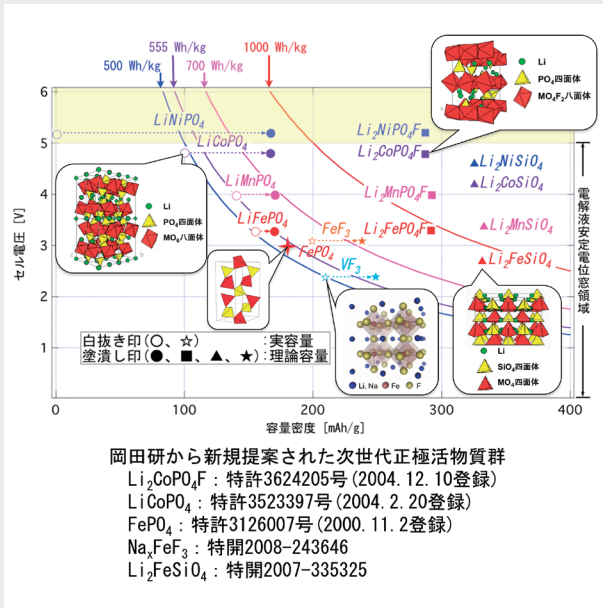 500 Wh/kg
555 Wh/kg
700 Wh/kg
1000 Wh/kg
セル電圧 [V]
6
5
4
3
2
1
0
100
200
300
400
容量密度 [mAh/g]
電解液安定電位窓領域
LiNiPO₄
LiCoPO₄
LiMnPO₄
LiFePO₄
FePO₄
FeF₃
VF₃
Li₂NiPO₄F
Li₂CoPO₄F
Li₂MnPO₄F
Li₂FePO₄F
Li₂NiSiO₄
Li₂CoSiO₄
Li₂MnSiO₄
Li₂FeSiO₄
Li
PO₄四面体
MO₄F₂八面体
Li
PO₄四面体
MO₆八面体
Li, Na Fe F
Li
SiO₄四面体
MO₄四面体
白抜き印(○、☆) :実容量
塗潰し印(●、■、▲、★):理論容量
岡田研から新規提案された次世代正極活物質群
Li₂CoPO₄F:特許3624205号(2004.12.10登録)
LiCoPO₄:特許3523397号(2004.2.20登録)
FePO₄:特許3126007号(2000.11.2登録)
NaₓFeF₃:特開2008-243646
Li₂FeSiO₄:特開2007-335325